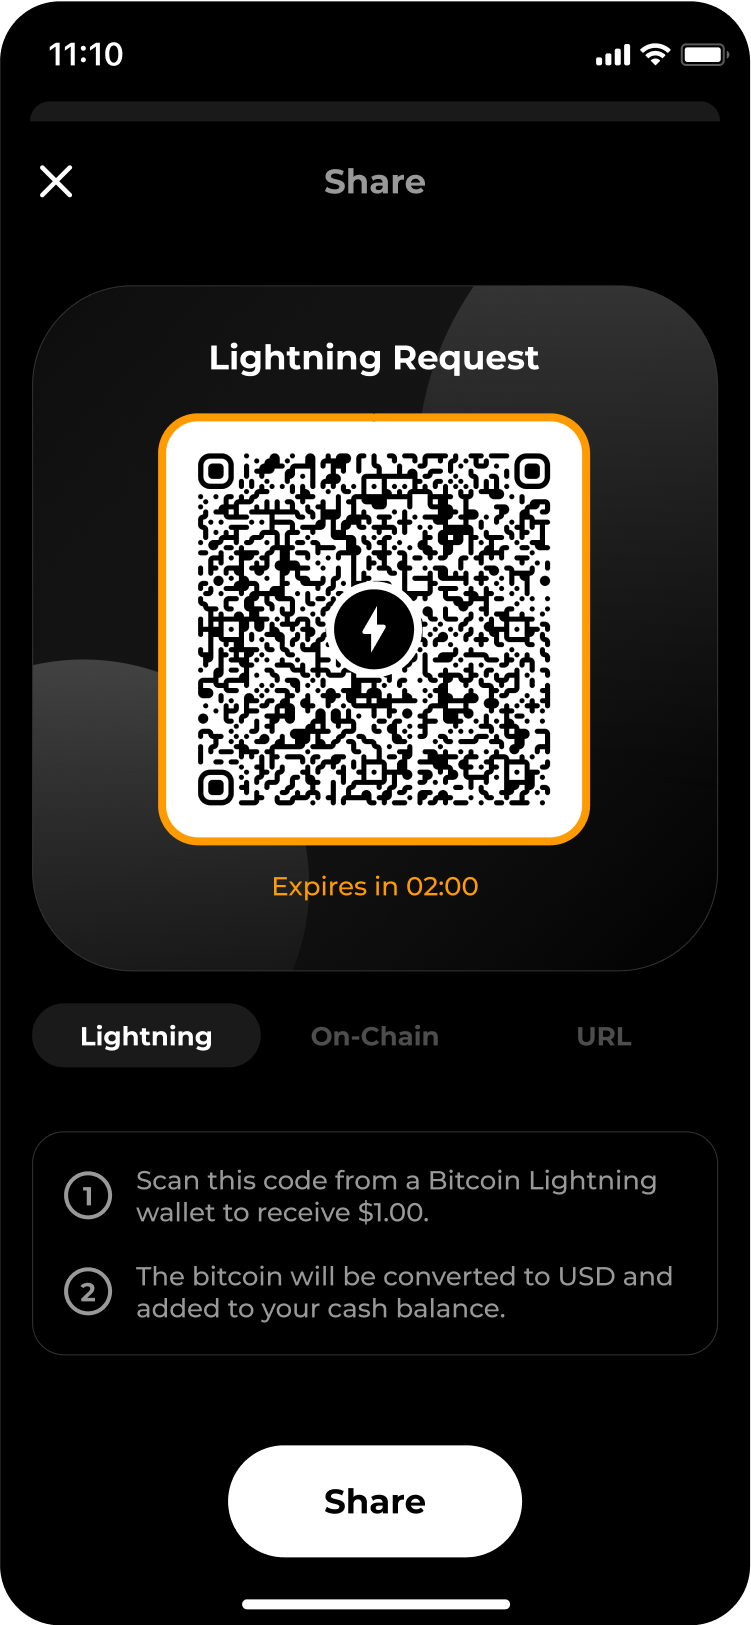 11:10
Share
Lightning Request
Expires in 02:00
Lightning On-Chain URL
1 Scan this code from a Bitcoin Lightning
wallet to receive $1.00.
2 The bitcoin will be converted to USD and
added to your cash balance.
Share